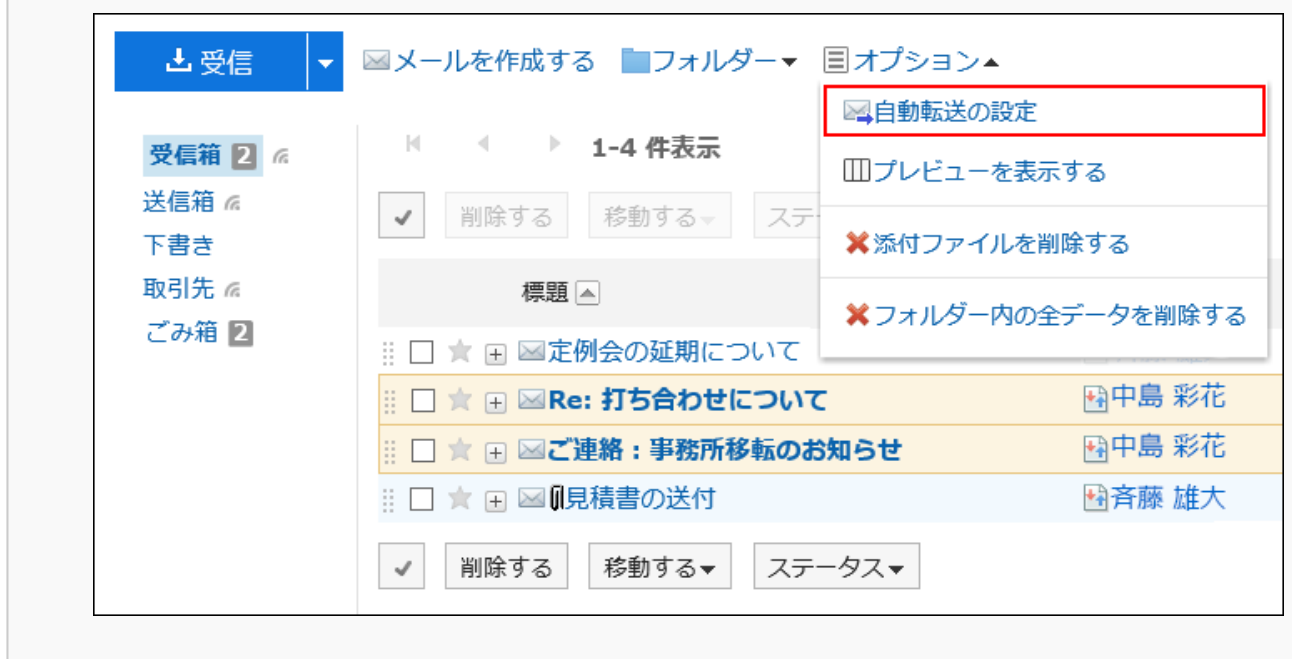 受信 メールを作成する フォルダー オプション
自動転送の設定
プレビューを表示する
添付ファイルを削除する
フォルダー内の全データを削除する
受信箱 2
送信箱
下書き
取引先
ごみ箱 2
1-4 件表示
削除する 移動する ステー
標題
定例会の延期について
Re: 打ち合わせについて 中島 彩花
ご連絡：事務所移転のお知らせ 中島 彩花
見積書の送付 斉藤 雄大
削除する 移動する ステータス